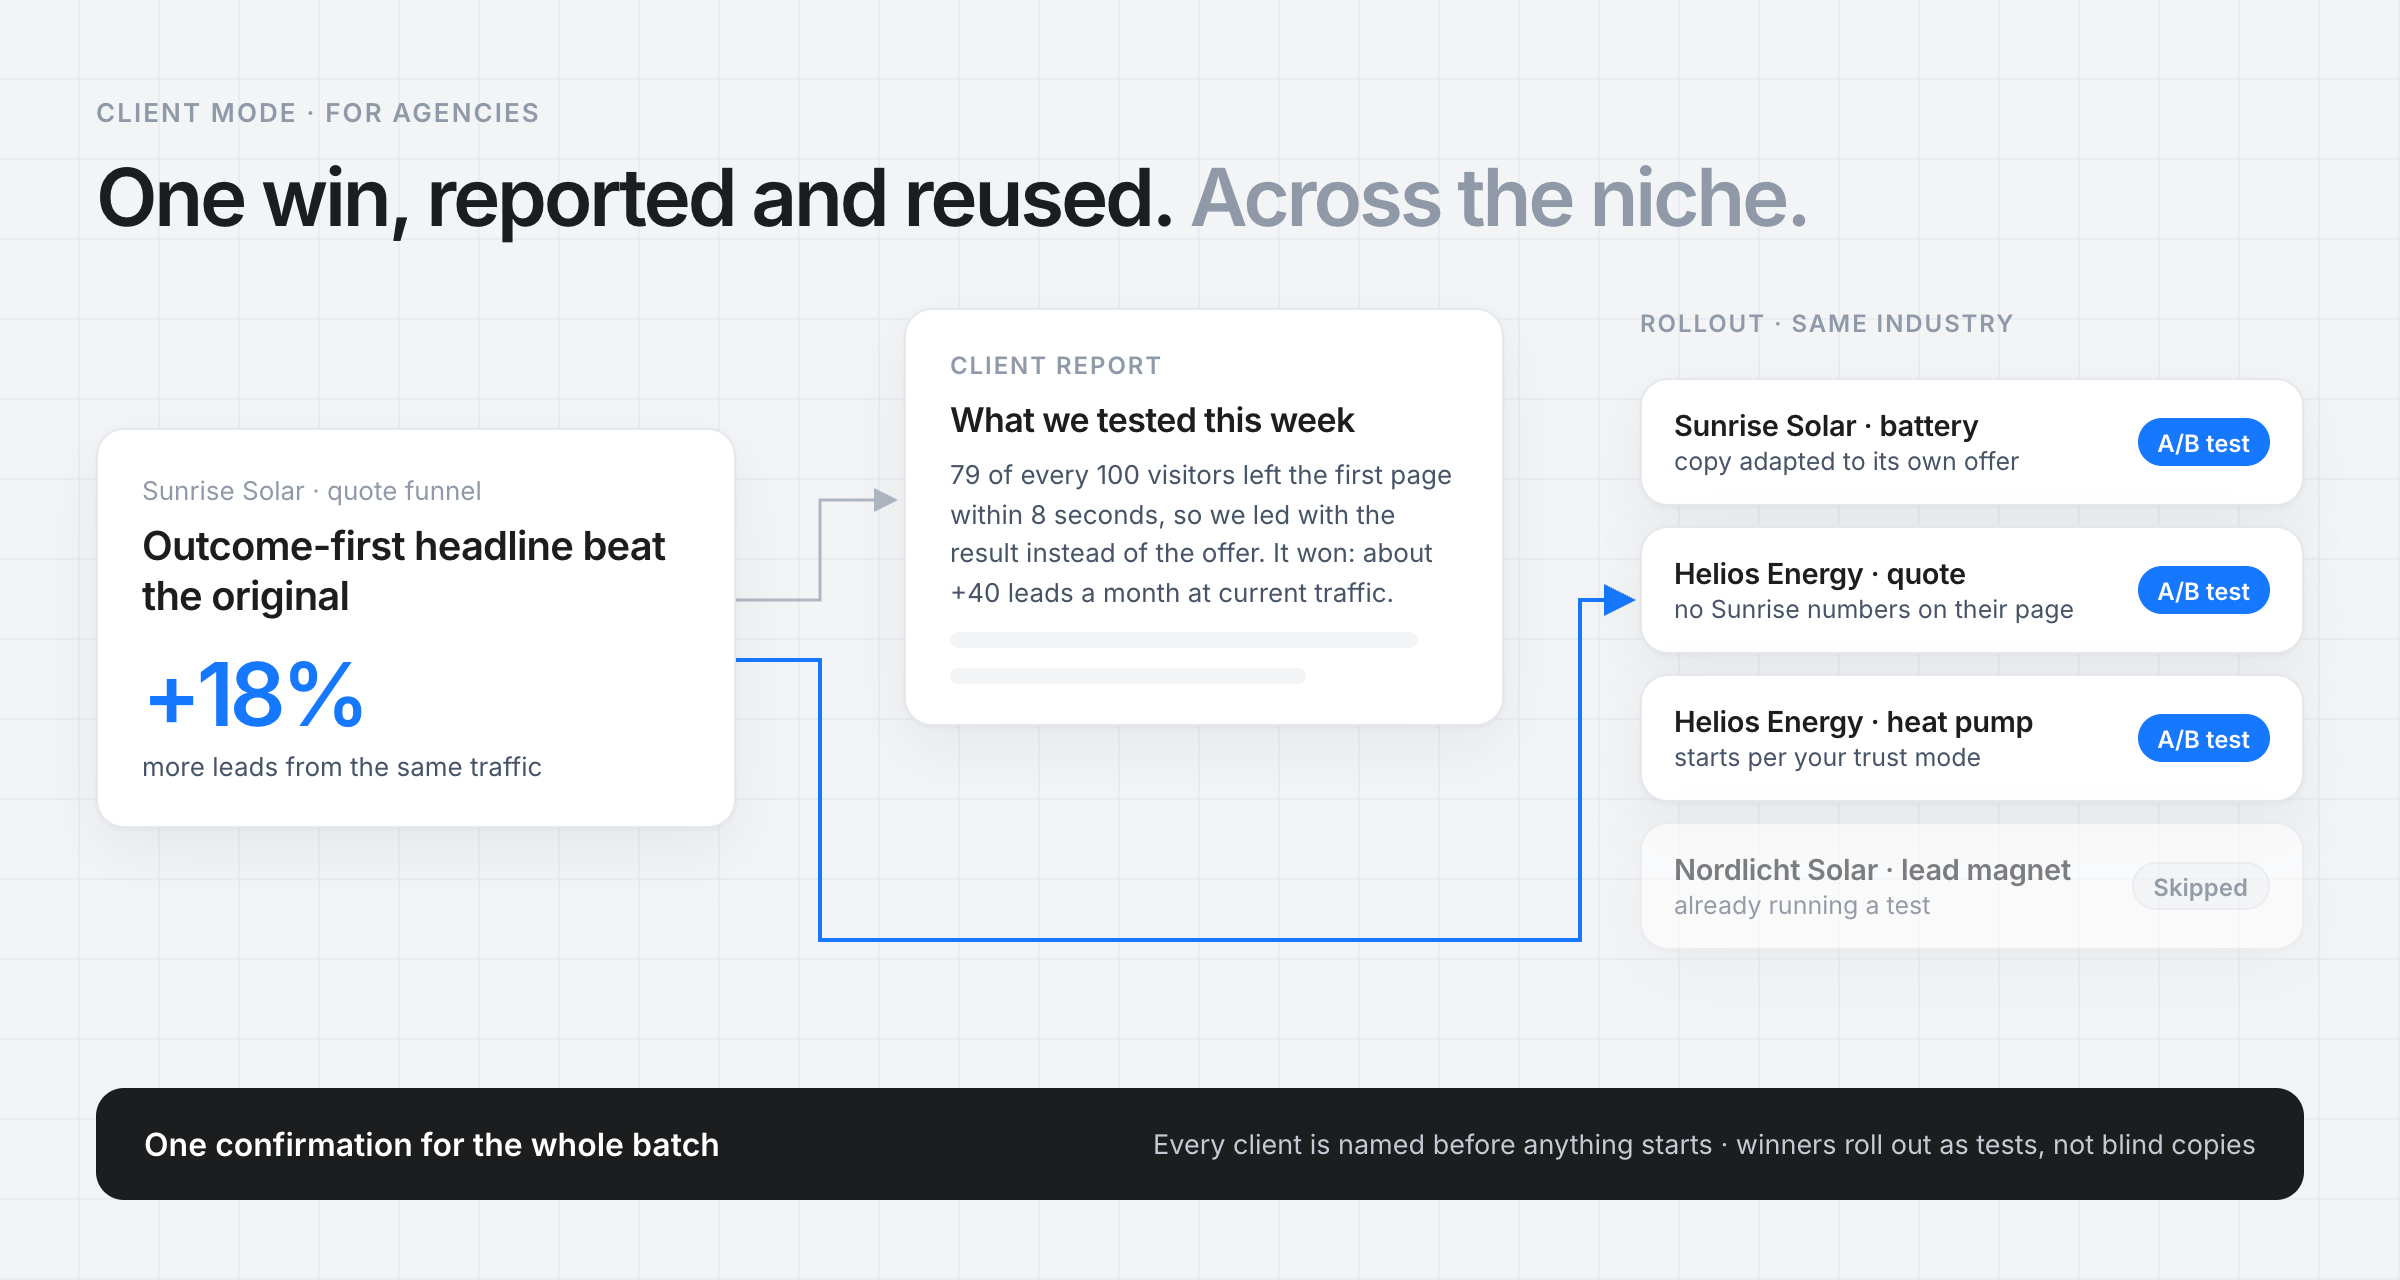 CLIENT MODE · FOR AGENCIES
One win, reported and reused. Across the niche.
Sunrise Solar · quote funnel
Outcome-first headline beat
the original
+18%
more leads from the same traffic
CLIENT REPORT
What we tested this week
79 of every 100 visitors left the first page
within 8 seconds, so we led with the
result instead of the offer. It won: about
+40 leads a month at current traffic.
ROLLOUT · SAME INDUSTRY
Sunrise Solar · battery
copy adapted to its own offer
A/B test
Helios Energy · quote
no Sunrise numbers on their page
A/B test
Helios Energy · heat pump
starts per your trust mode
A/B test
Nordlicht Solar · lead magnet
already running a test
Skipped
One confirmation for the whole batch
Every client is named before anything starts · winners roll out as tests, not blind copies